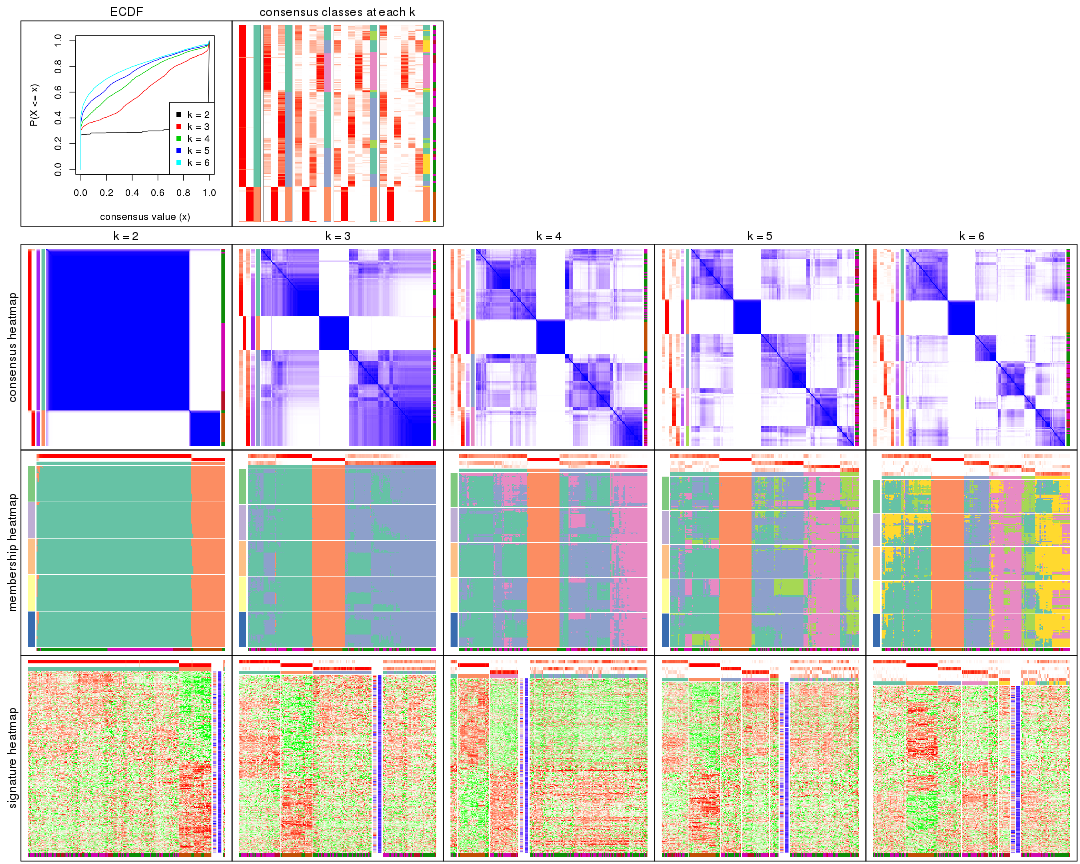 ECDF
consensus classes at each k
P(X <= x)
0.0 0.2 0.4 0.6 0.8 1.0
k = 2
k = 3
k = 4
k = 5
k = 6
0.0 0.2 0.4 0.6 0.8 1.0
consensus value (x)
k = 2
k = 3
k = 4
k = 5
k = 6
consensus heatmap
membership heatmap
signature heatmap